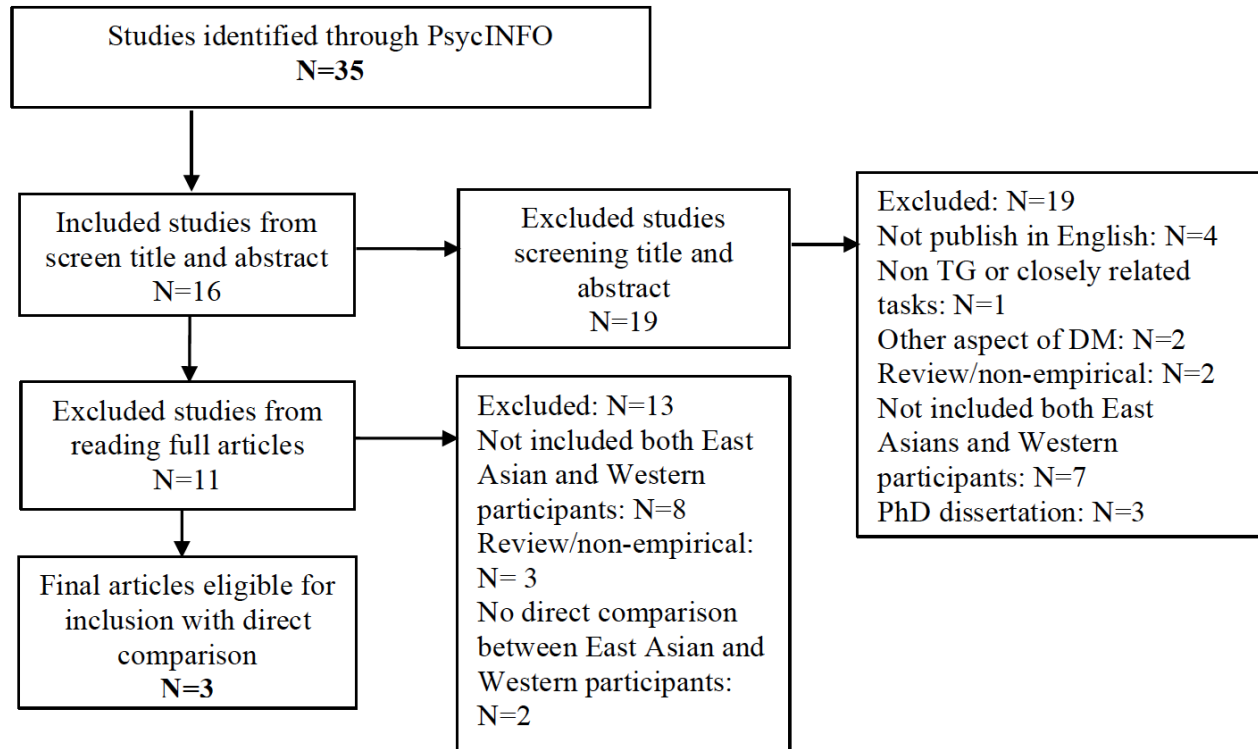 Studies identified through PsycINFO
N=35
Included studies from
screen title and abstract
N=16
Excluded studies
screening title and
abstract
N=19
Excluded: N=19
Not publish in English: N=4
Non TG or closely related
tasks: N=1
Other aspect of DM: N=2
Review/non-empirical: N=2
Not included both East
Asians and Western
participants: N=7
PhD dissertation: N=3
Excluded studies from
reading full articles
N=11
Excluded: N=13
Not included both East
Asian and Western
participants: N=8
Review/non-empirical:
N= 3
No direct comparison
between East Asian and
Western participants:
N=2
Final articles eligible for
inclusion with direct
comparison
N=3